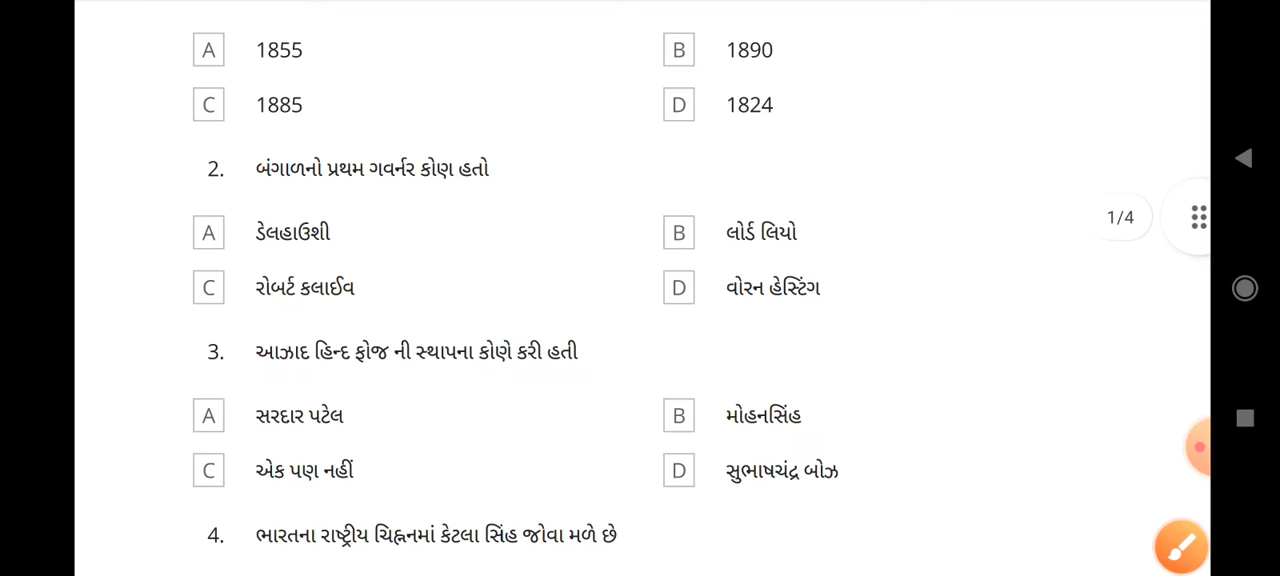 A 1855 B 1890
C 1885 D 1824
2. બંગાળનો પ્રથમ ગવર્નર કોણ હતો
A ડેલહાઉશી B લોર્ડ લિયો
1/4
C રોબર્ટ કલાઈવ D વોરન હેસ્ટિંગ
3. આઝાદ હિન્દ ફોજ ની સ્થાપના કોણે કરી હતી
A સરદાર પટેલ B મોહનસિંહ
C એક પણ નહીં D સુભાષચંદ્ર બોઝ
4. ભારતના રાષ્ટ્રીય ચિહ્નનમાં કેટલા સિંહ જોવા મળે છે